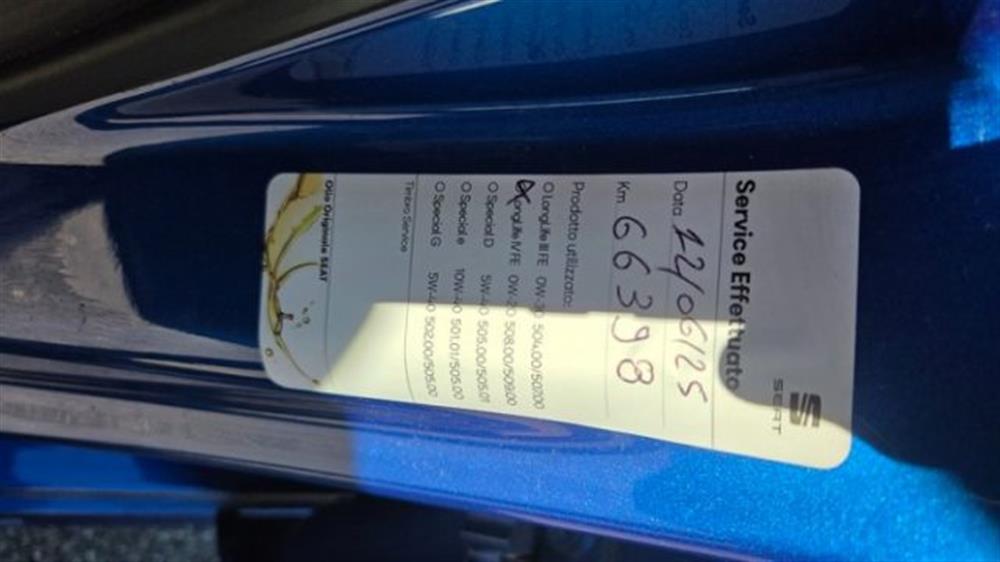 SEAT
Service Effettuato
Data 12/06/25
Km 66398
Prodotto utilizzato:
O LongLife III FE 0W-30 504.00/507.00
LongLife IV FE 0W-20 508.00/509.00
O Special D 5W-40 505.00/505.01
O Special e 10W-40 501.01/505.00
O Special G 5W-40 502.00/505.00
Timbro Service
Olio Originale SEAT